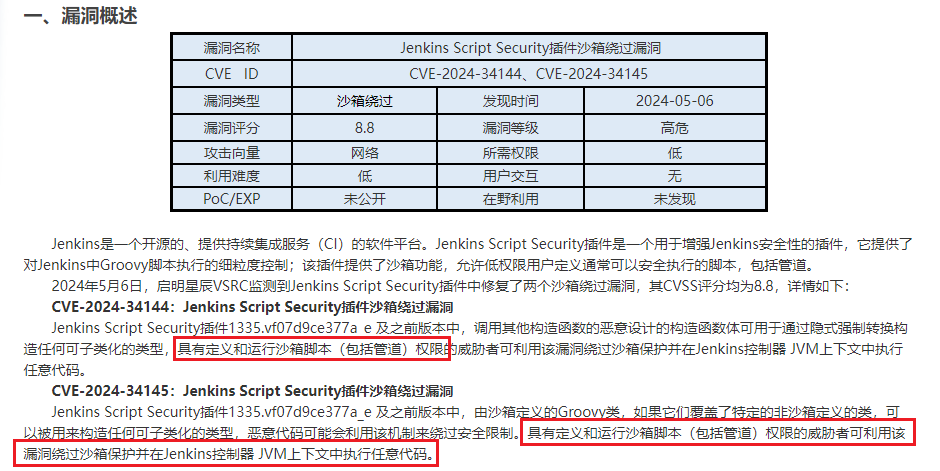 一、漏洞概述
漏洞名称 Jenkins Script Security插件沙箱绕过漏洞
CVE ID CVE-2024-34144、CVE-2024-34145
漏洞类型 沙箱绕过 发现时间 2024-05-06
漏洞评分 8.8 漏洞等级 高危
攻击向量 网络 所需权限 低
利用难度 低 用户交互 无
PoC/EXP 未公开 在野利用 未发现
Jenkins是一个开源的、提供持续集成服务（CI）的软件平台。Jenkins Script Security插件是一个用于增强Jenkins安全性的插件，它提供了
对Jenkins中Groovy脚本执行的细粒度控制；该插件提供了沙箱功能，允许低权限用户定义通常可以安全执行的脚本，包括管道。
2024年5月6日，启明星辰VSRC监测到Jenkins Script Security插件中修复了两个沙箱绕过漏洞，其CVSS评分均为8.8，详情如下：
CVE-2024-34144：Jenkins Script Security插件沙箱绕过漏洞
Jenkins Script Security插件1335.vf07d9ce377a_e 及之前版本中，调用其他构造函数的恶意设计的构造函数体可用于通过隐式强制转换构
造任何可子类化的类型，具有定义和运行沙箱脚本（包括管道）权限的威胁者可利用该漏洞绕过沙箱保护并在Jenkins控制器 JVM上下文中执行
任意代码。
CVE-2024-34145：Jenkins Script Security插件沙箱绕过漏洞
Jenkins Script Security插件1335.vf07d9ce377a_e 及之前版本中，由沙箱定义的Groovy类，如果它们覆盖了特定的非沙箱定义的类，可
以被用来构造任何可子类化的类型，恶意代码可能会利用该机制来绕过安全限制。具有定义和运行沙箱脚本（包括管道）权限的威胁者可利用该
漏洞绕过沙箱保护并在Jenkins控制器 JVM上下文中执行任意代码。